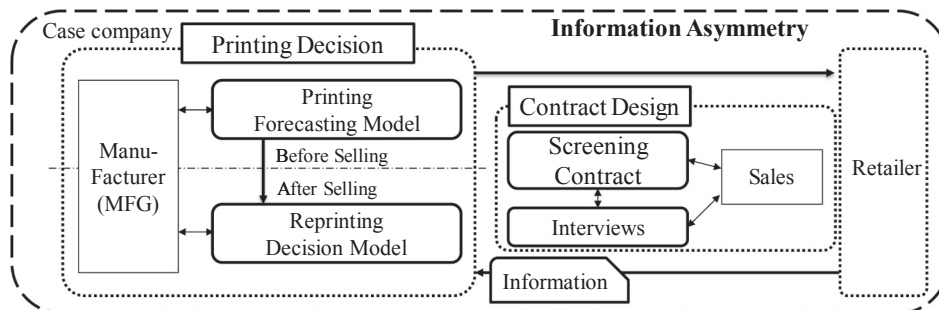 Case company
Information Asymmetry
Printing Decision
Printing
Forecasting Model
Manu-
Facturer
(MFG)
Before Selling
After Selling
Reprinting
Decision Model
Contract Design
Screening
Contract
Sales
Interviews
Information
Retailer